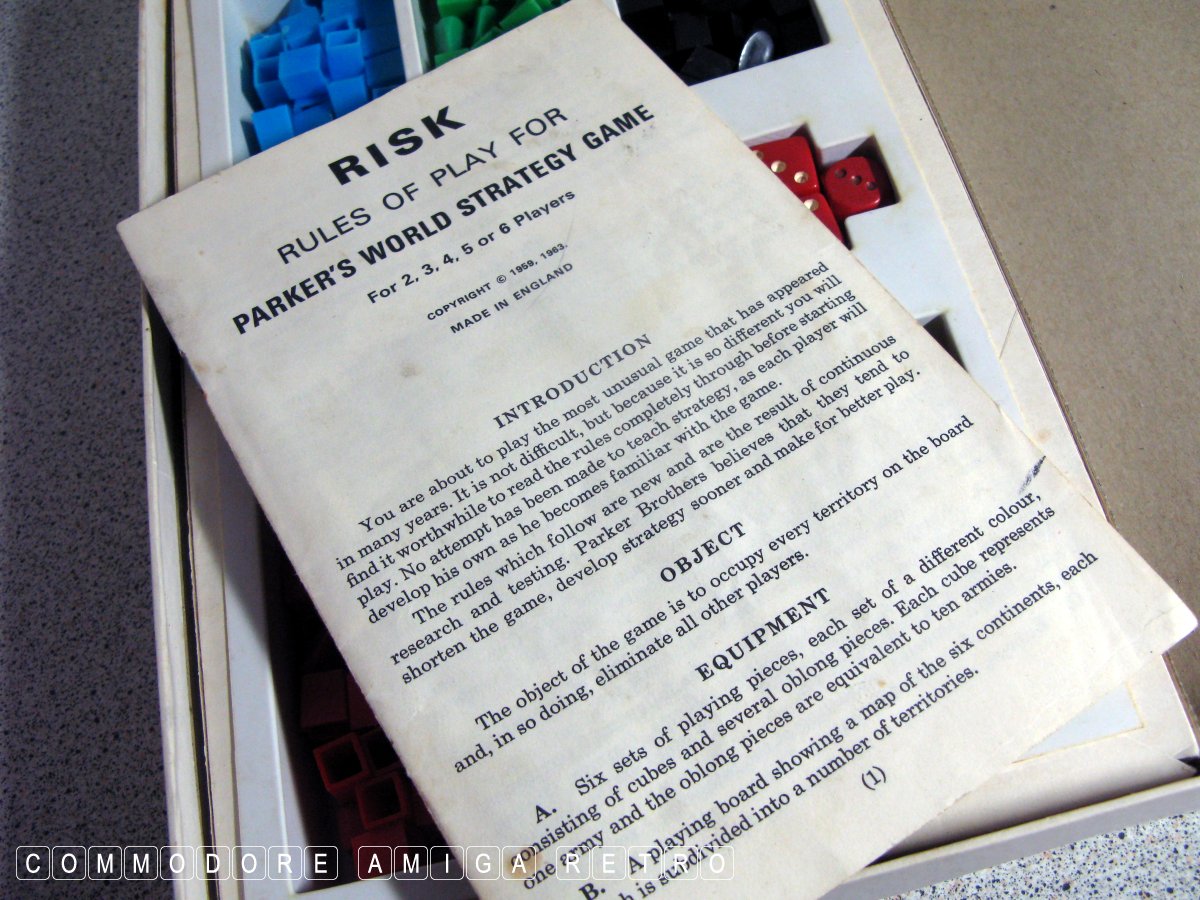 RISK
RULES OF PLAY FOR
PARKER'S WORLD STRATEGY GAME
For 2, 3, 4, 5 or 6 Players
COPYRIGHT © 1959, 1963.
MADE IN ENGLAND
INTRODUCTION
You are about to play the most unusual game that has appeared
in many years. It is not difficult, but because it is so different you will
find it worthwhile to read the rules completely through before starting
play. No attempt has been made to teach strategy, as each player will
develop his own as he becomes familiar with the game.
The rules which follow are new and are the result of continuous
research and testing. Parker Brothers believes that they tend to
shorten the game, develop strategy sooner and make for better play.
OBJECT
The object of the game is to occupy every territory on the board
and, in so doing, eliminate all other players.
EQUIPMENT
A. Six sets of playing pieces, each set of a different colour,
onsisting of cubes and several oblong pieces. Each cube represents
one army and the oblong pieces are equivalent to ten armies.
B. A playing board showing a map of the six continents, each
h is subdivided into a number of territories.
(1)
COMMODORE AMIGA RETRO